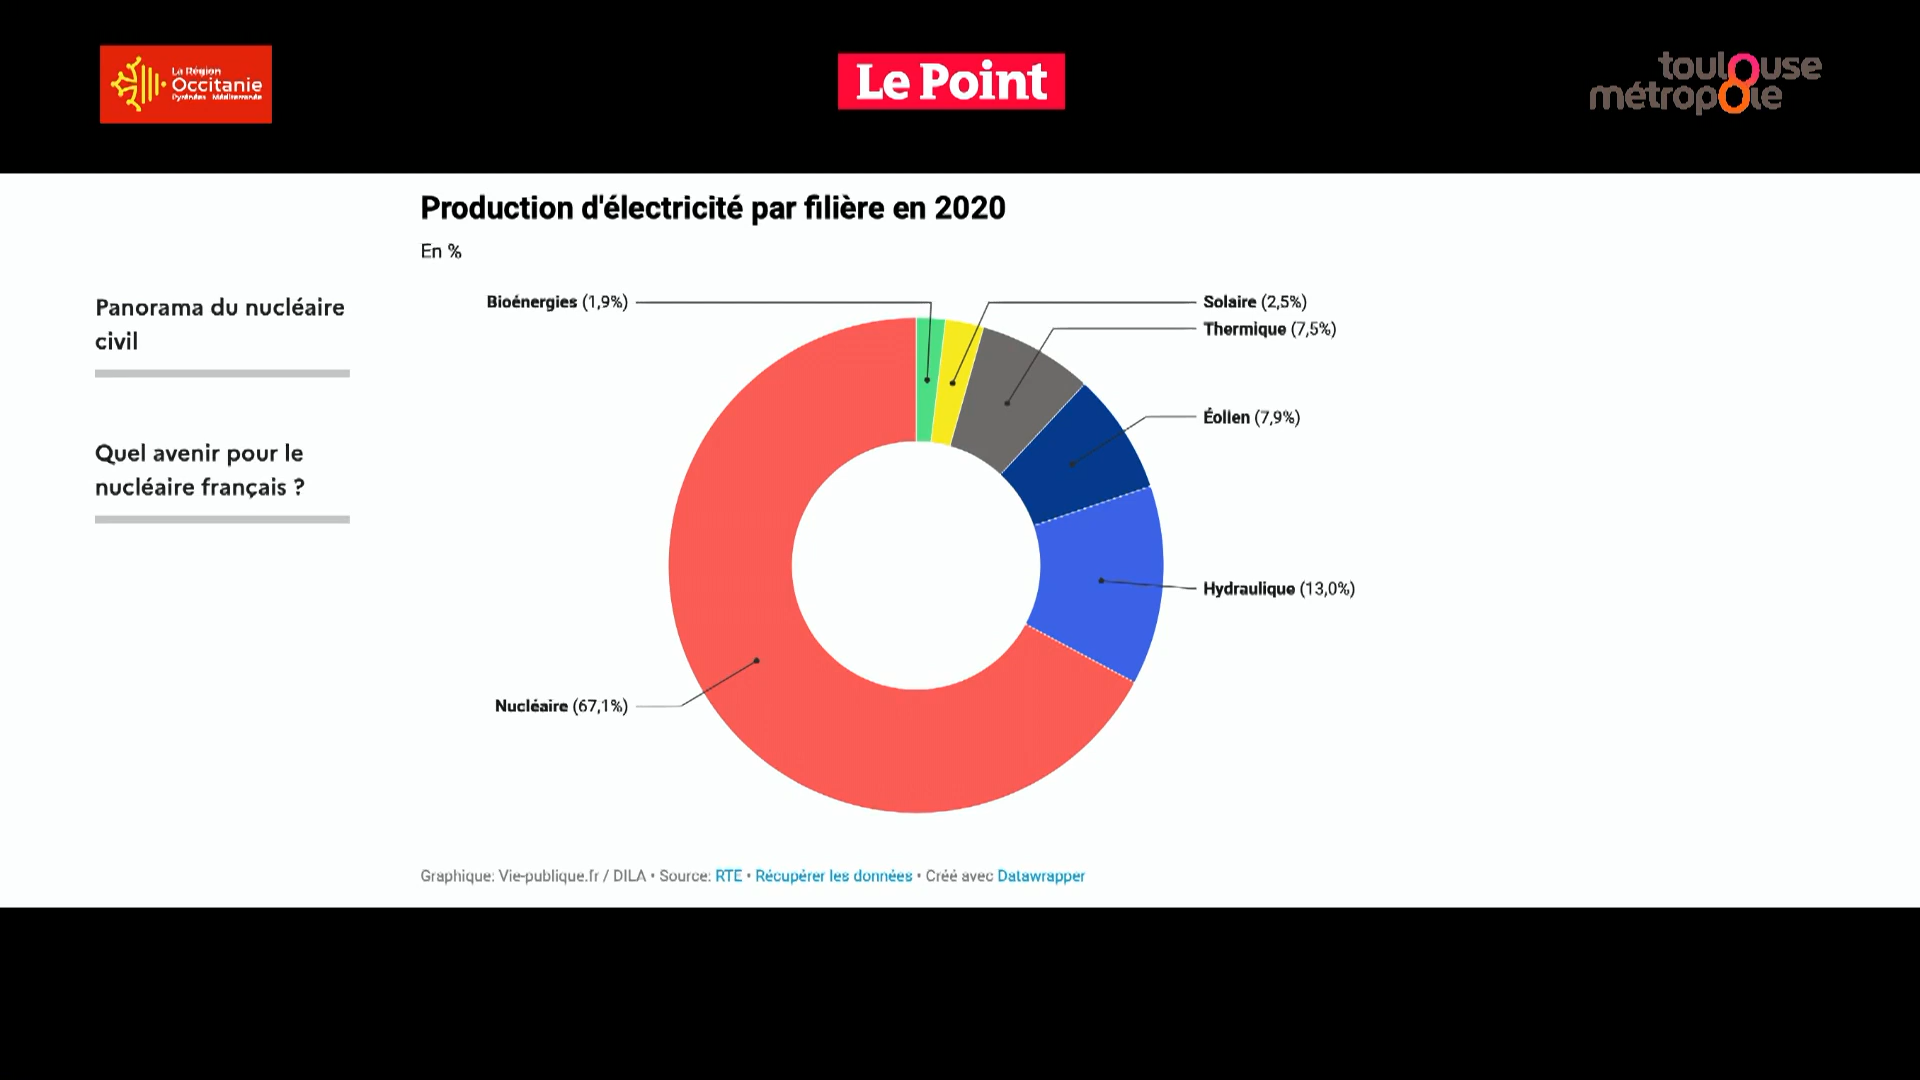 La Région
Occitanie
Pyrénées - Méditerranée
Le Point
toulouse
métropole
Production d'électricité par filière en 2020
En %
Panorama du nucléaire
civil
Quel avenir pour le
nucléaire français ?
Bioénergies (1,9%)
Solaire (2,5%)
Thermique (7,5%)
Éolien (7,9%)
Hydraulique (13,0%)
Nucléaire (67,1%)
Graphique: Vie-publique.fr / DILA • Source: RTE • Récupérer les données • Créé avec Datawrapper